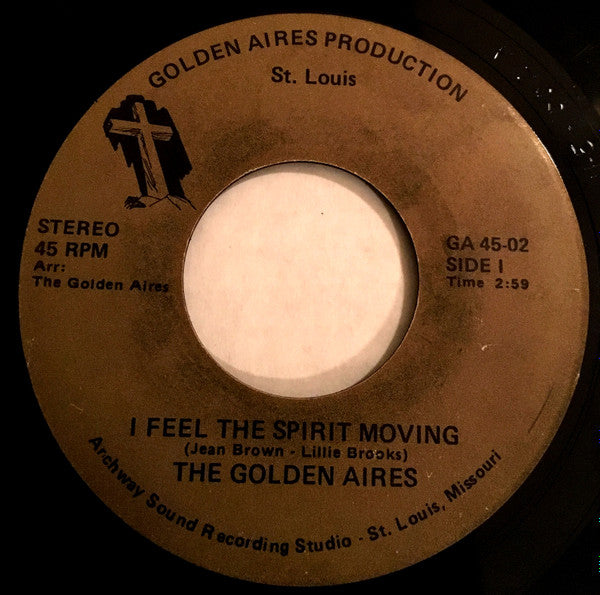 GOLDEN AIRES PRODUCTION
St. Louis
STEREO
45 RPM
Arr:
The Golden Aires
GA 45-02
SIDE I
Time 2:59
I FEEL THE SPIRIT MOVING
(Jean Brown - Lillie Brooks)
THE GOLDEN AIRES
Archway Sound Recording Studio - St. Louis, Missouri